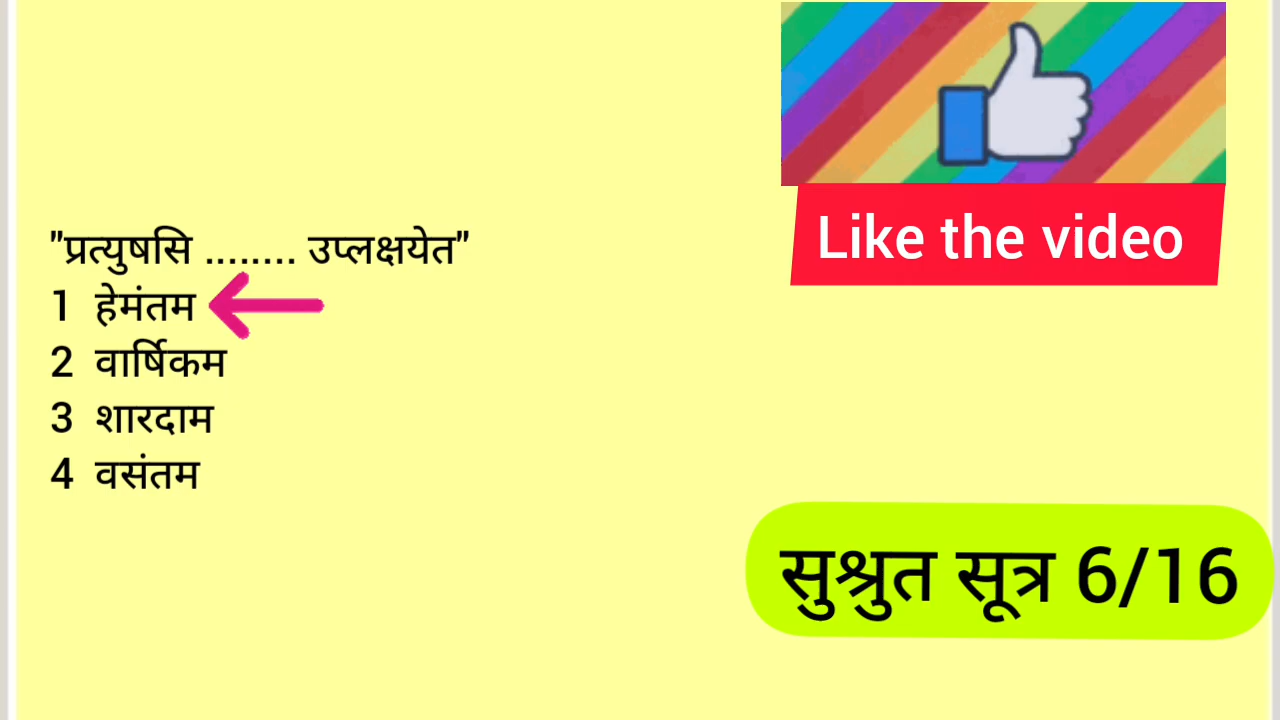 Like the video
"प्रत्युषसि ........ उप्लक्षयेत"
1 हेमंतम
2 वार्षिकम
3 शारदाम
4 वसंतम
सुश्रुत सूत्र 6/16